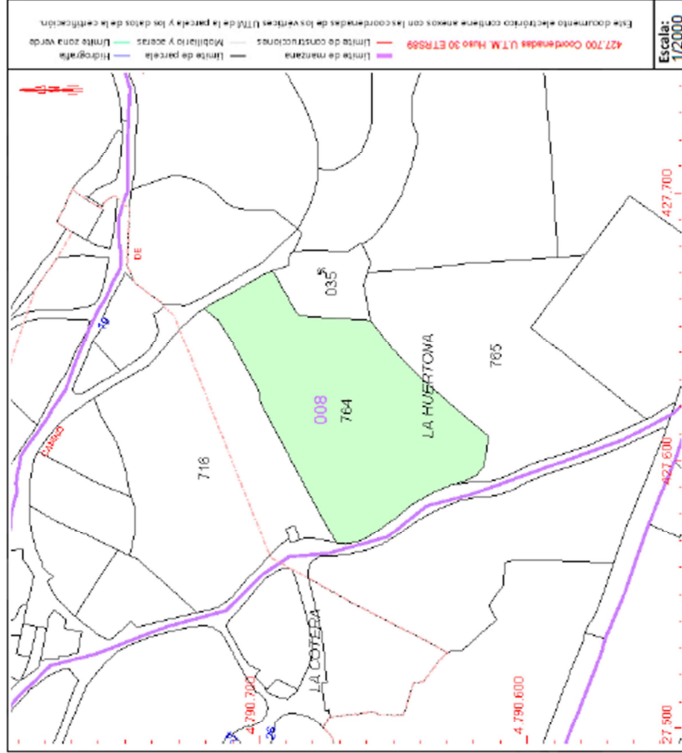 Este documento electrónico contiene anexos con las coordenadas de los vértices UTM de la parcela y los datos de la certificación.
427.700 Coordenadas U.T.M. Huso 30 ETRS89
Límite de manzana
Límite de parcela
Límite de construcciones
Mobiliario y aceras
Límite zona verde
Hidrografía
Escala:
1/2000
DE
CAMINO
716
008
764
035
LA HUERTONA
765
LA COTERA
26
4.790.700
4.790.600
427.700
427.600
27.500